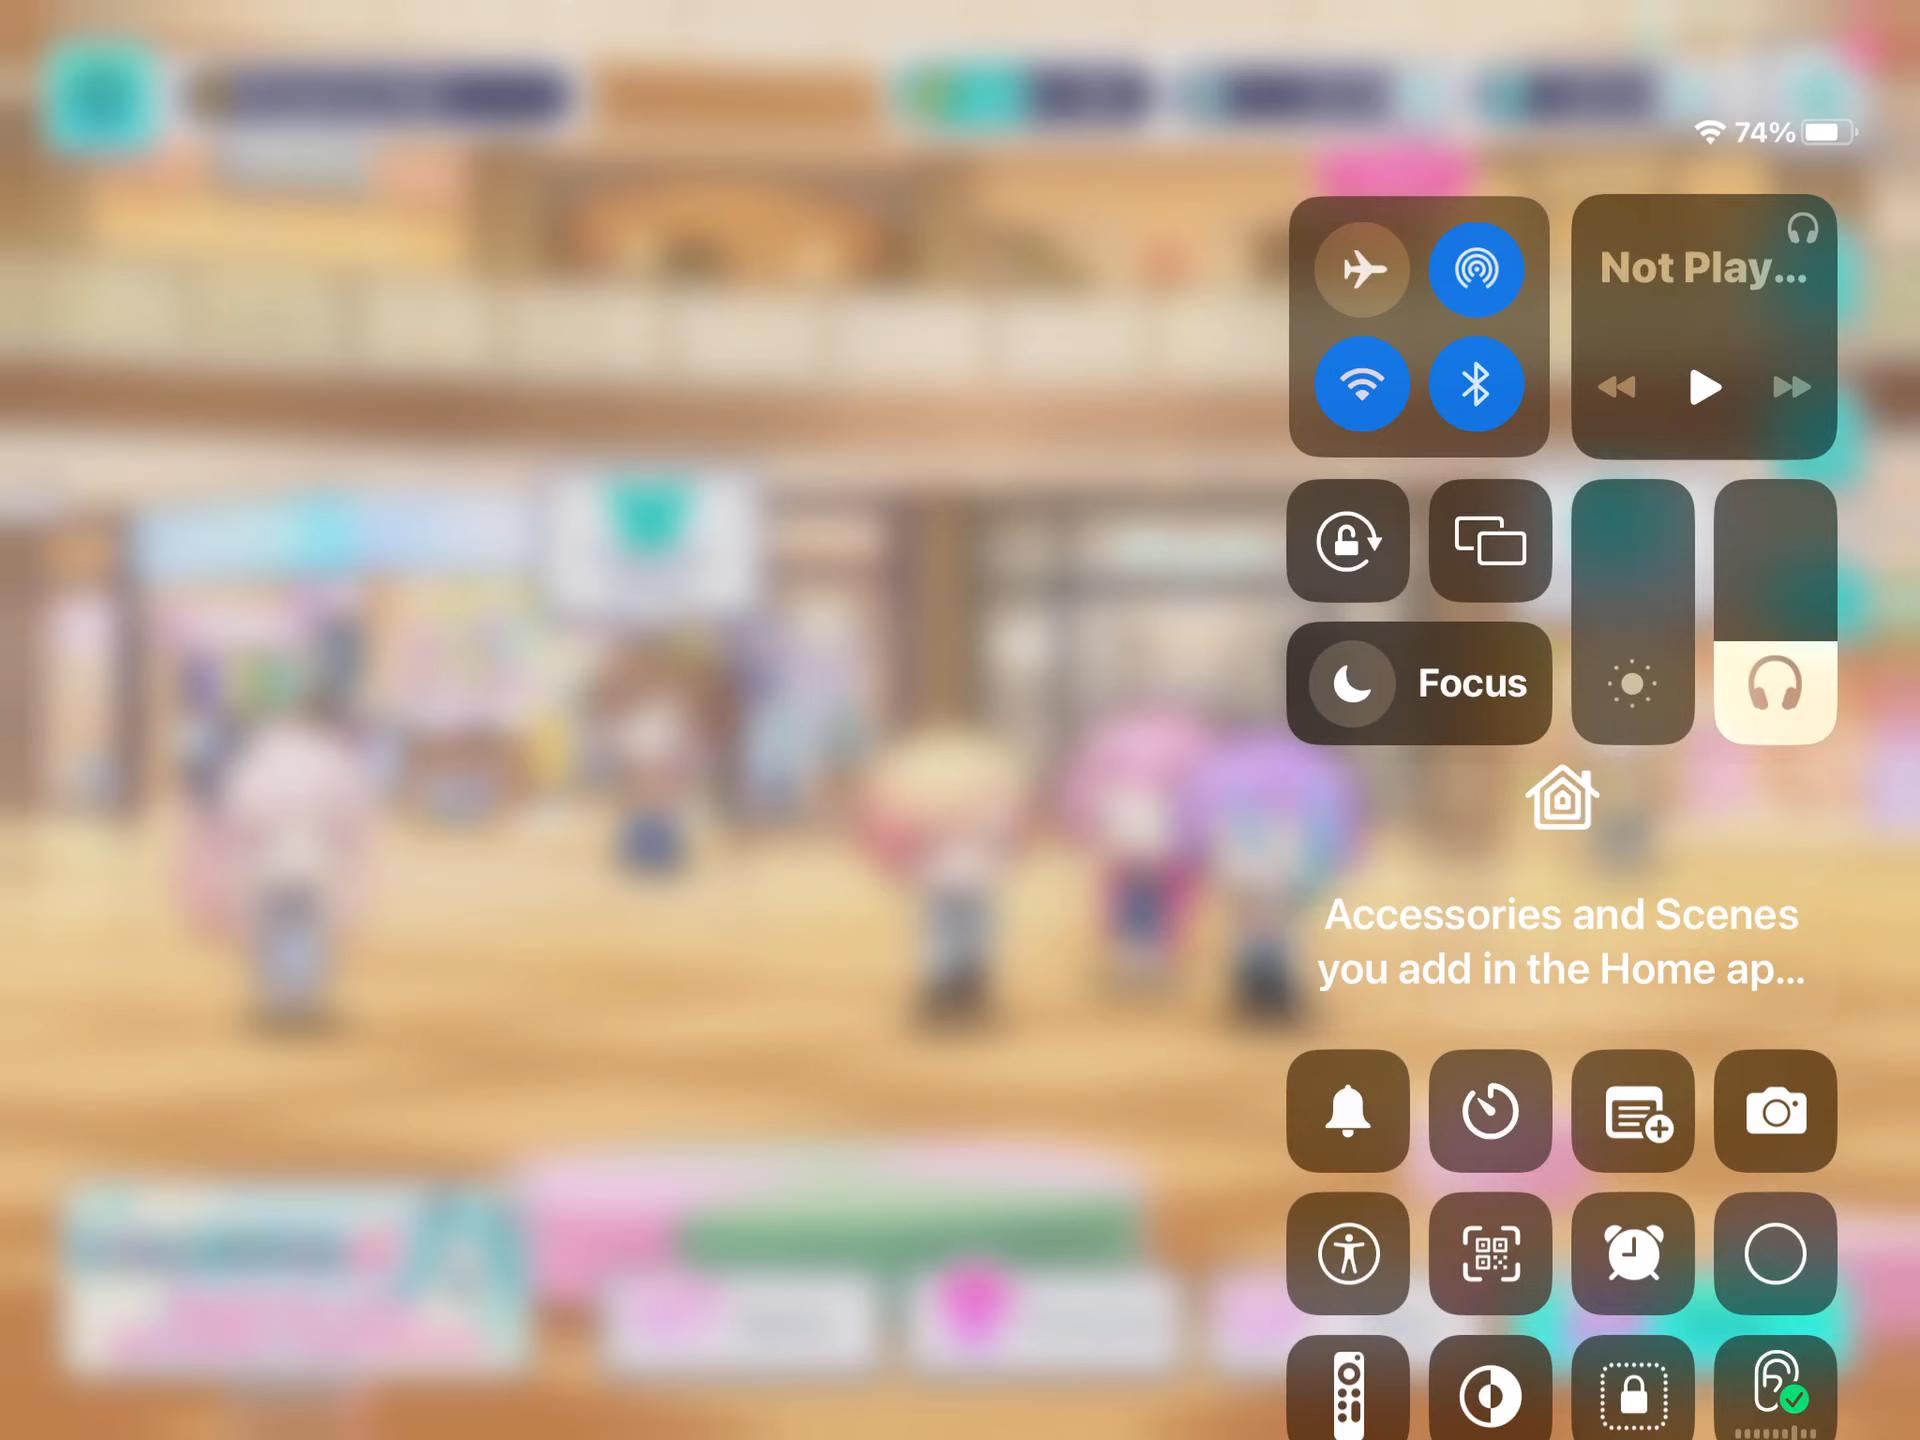 74%
Not Play...
Focus
Accessories and Scenes
you add in the Home ap...